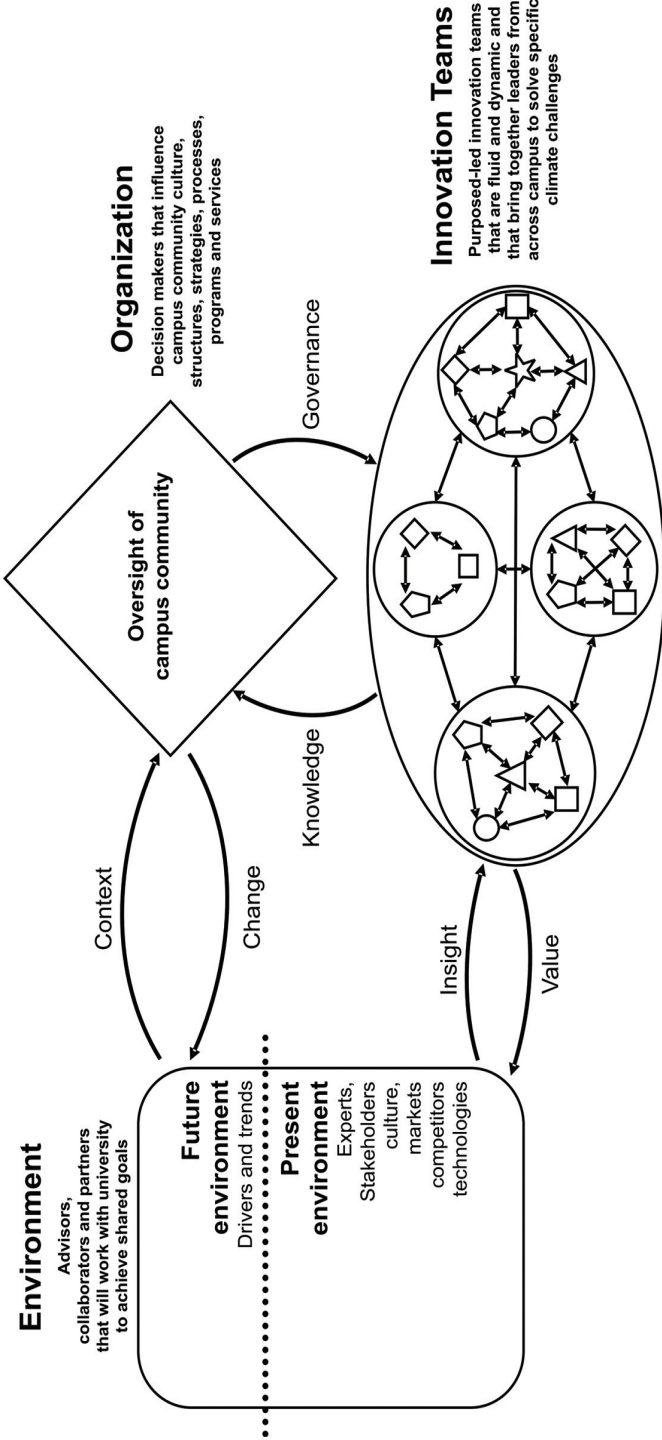 Environment
Advisors,
collaborators and partners
that will work with university
to achieve shared goals
Future
environment
Drivers and trends
Present
environment
Experts,
Stakeholders
culture,
markets
competitors
technologies
Context
Change
Insight
Value
Organization
Decision makers that influence
campus community culture,
structures, strategies, processes,
programs and services
Oversight of
campus community
Knowledge
Governance
Innovation Teams
Purposed-led innovation teams
that are fluid and dynamic and
that bring together leaders from
across campus to solve specific
climate challenges